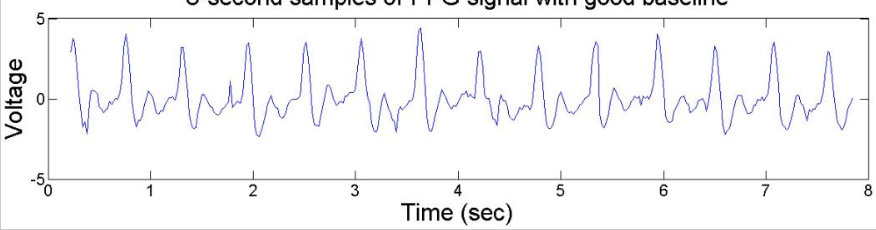 second samples of PPG signal with good baseline
Voltage
5
0
-5
0 1 2 3 4 5 6 7 8
Time (sec)